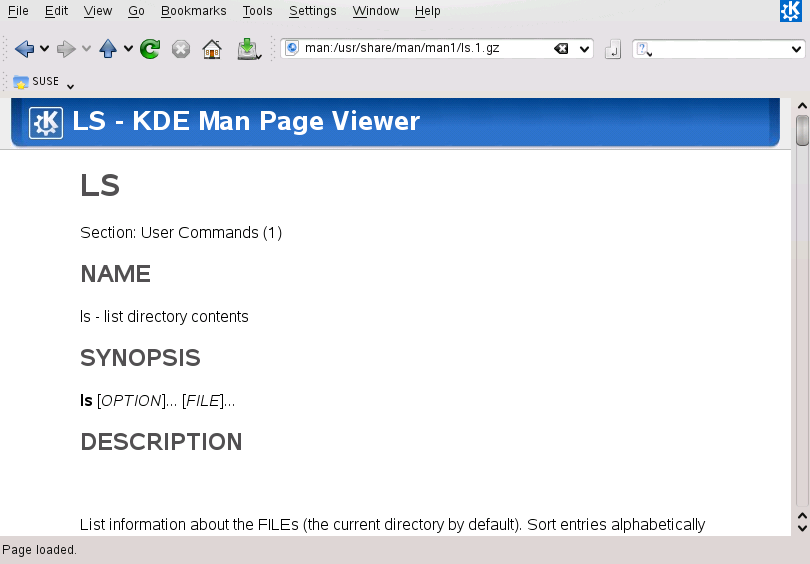 File Edit View Go Bookmarks Tools Settings Window Help
man:/usr/share/man/man1/ls.1.gz
SUSE
LS - KDE Man Page Viewer
LS
Section: User Commands (1)
NAME
ls - list directory contents
SYNOPSIS
ls [OPTION]... [FILE]...
DESCRIPTION
List information about the FILEs (the current directory by default). Sort entries alphabetically
Page loaded.